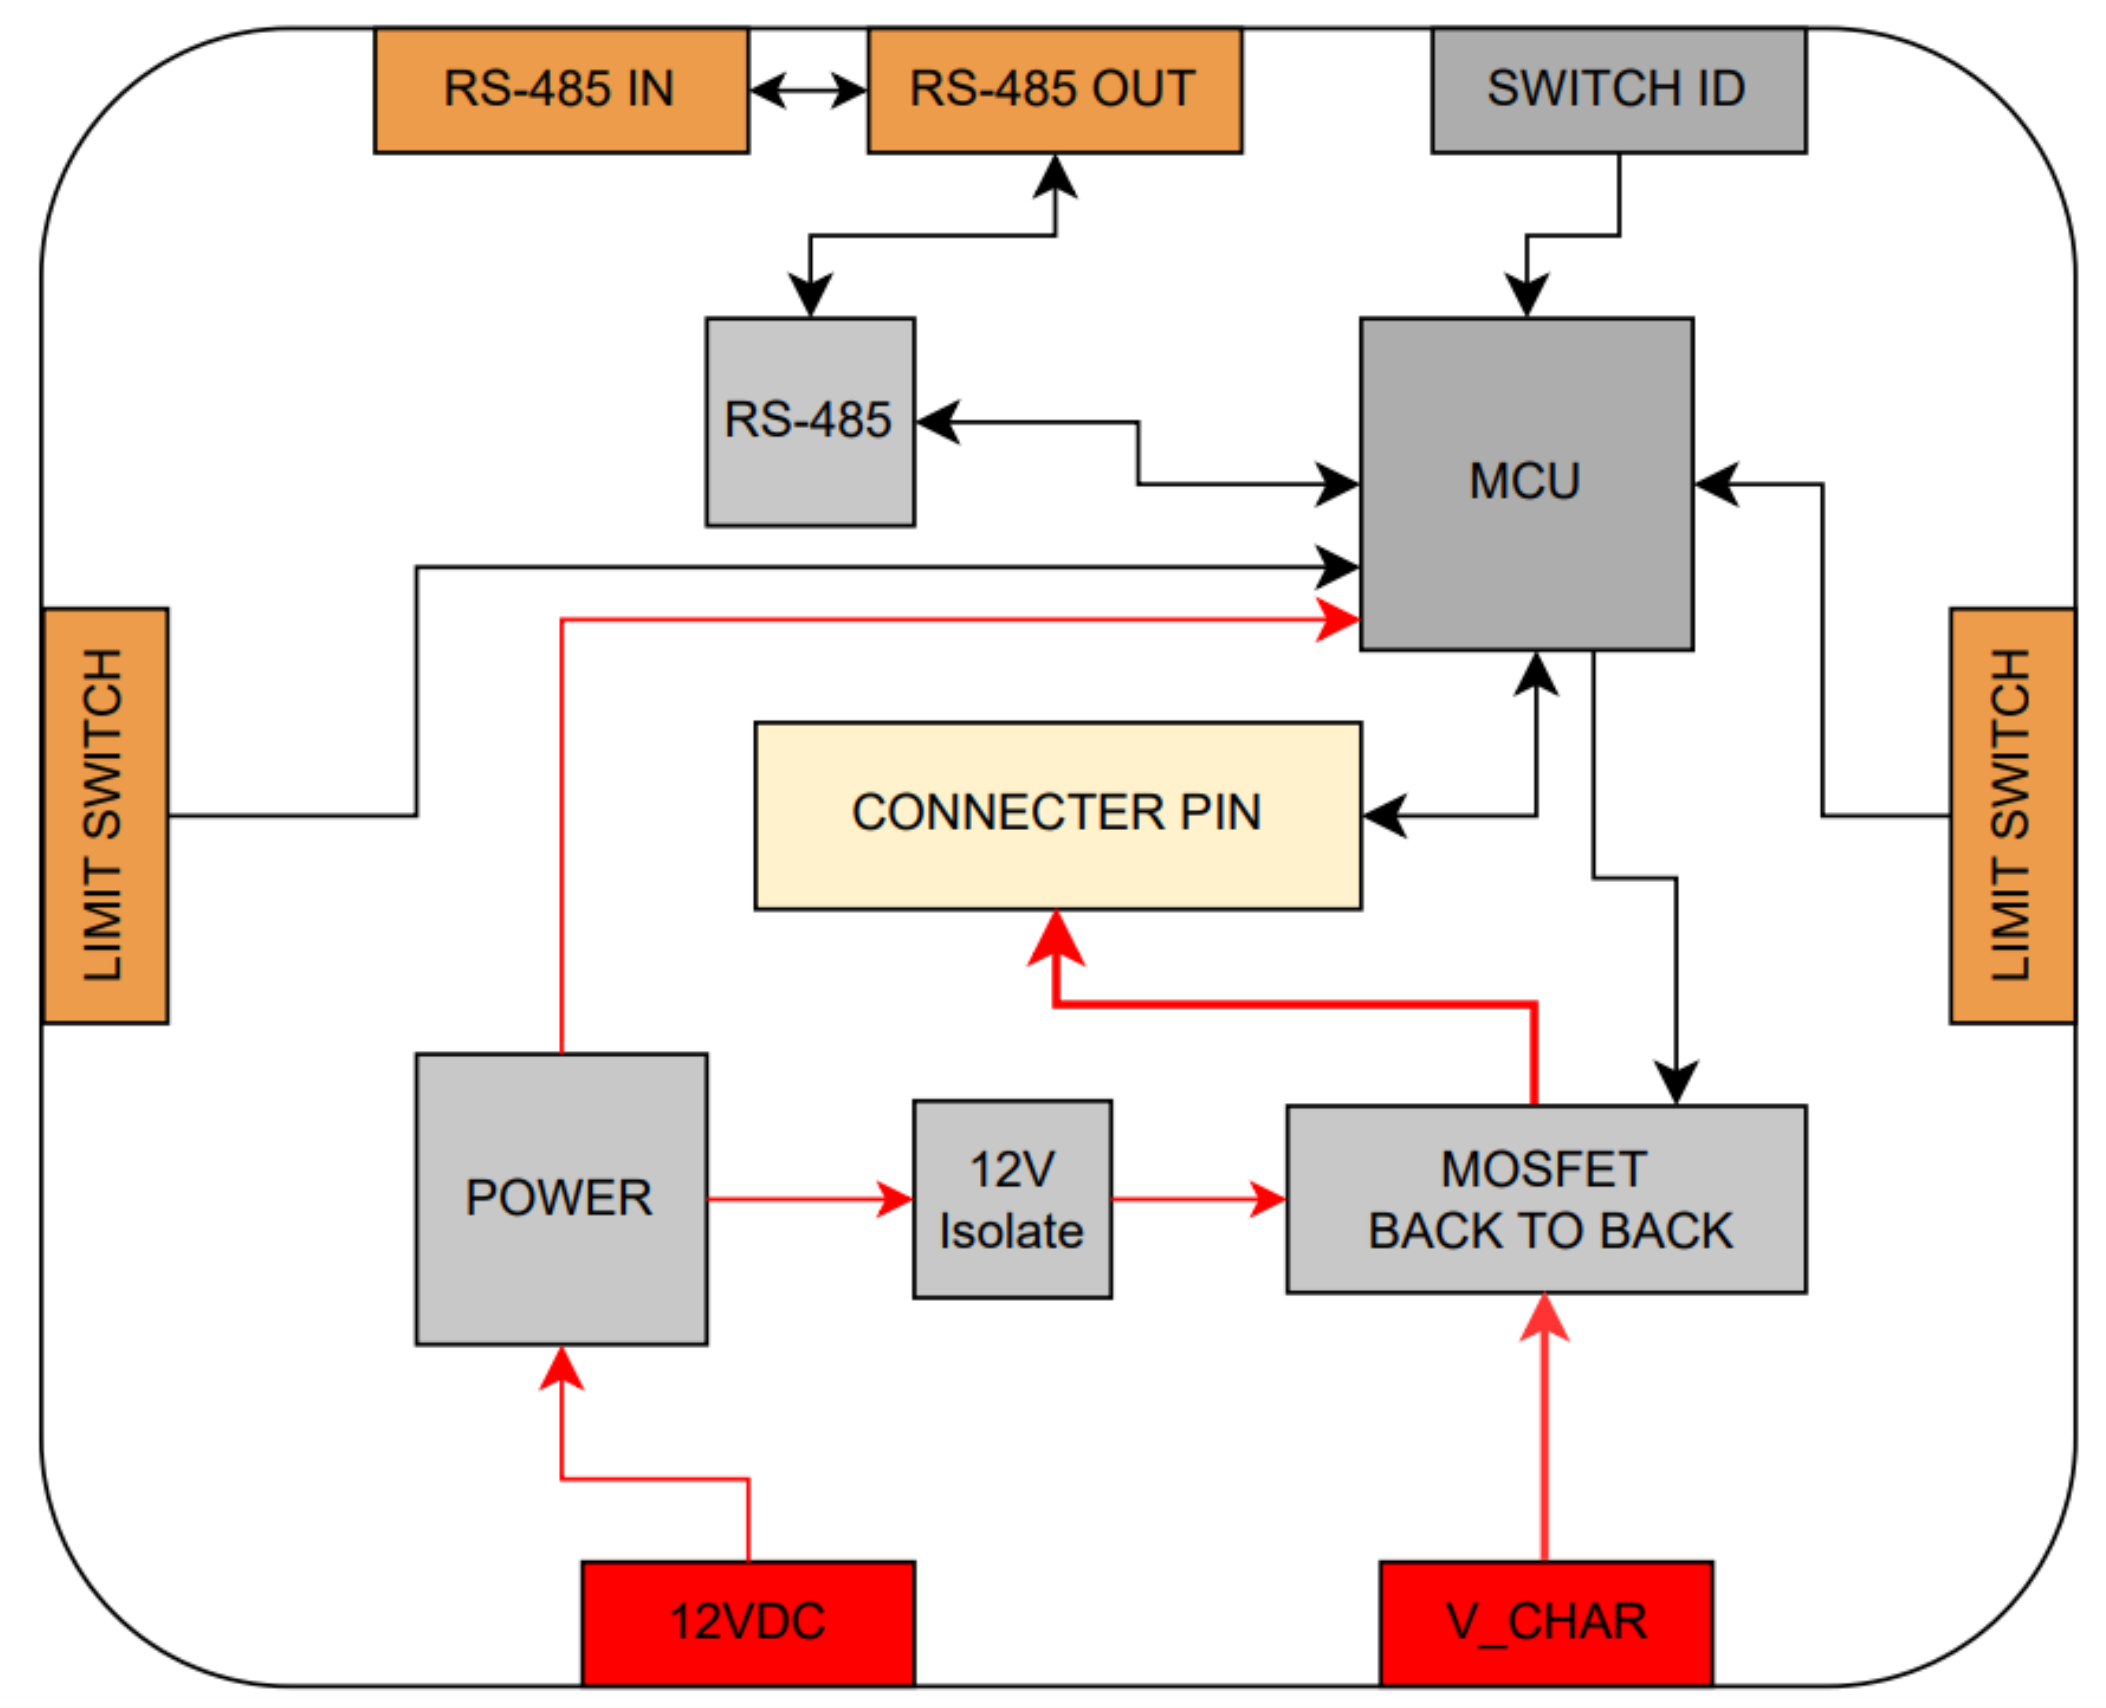 RS-485 IN
RS-485 OUT
SWITCH ID
RS-485
MCU
LIMIT SWITCH
CONNECTER PIN
LIMIT SWITCH
POWER
12V
Isolate
MOSFET
BACK TO BACK
12VDC
V_CHAR